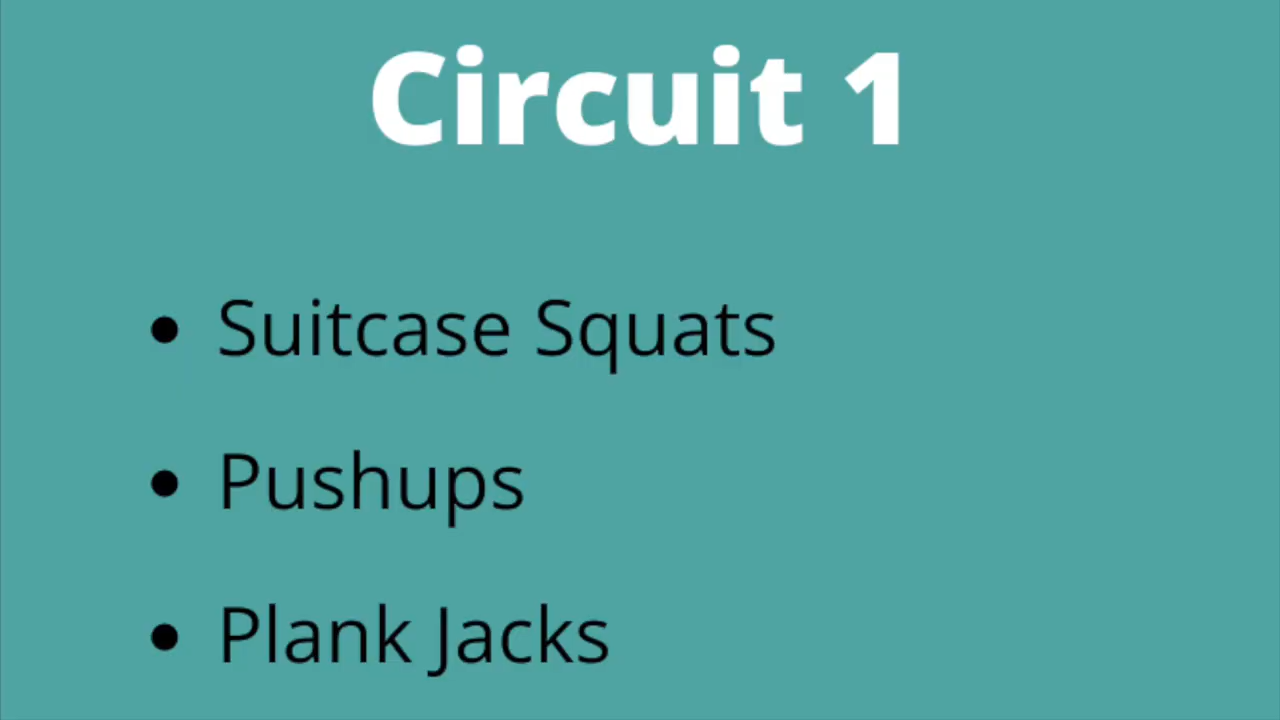 Circuit 1
• Suitcase Squats
• Pushups
• Plank Jacks